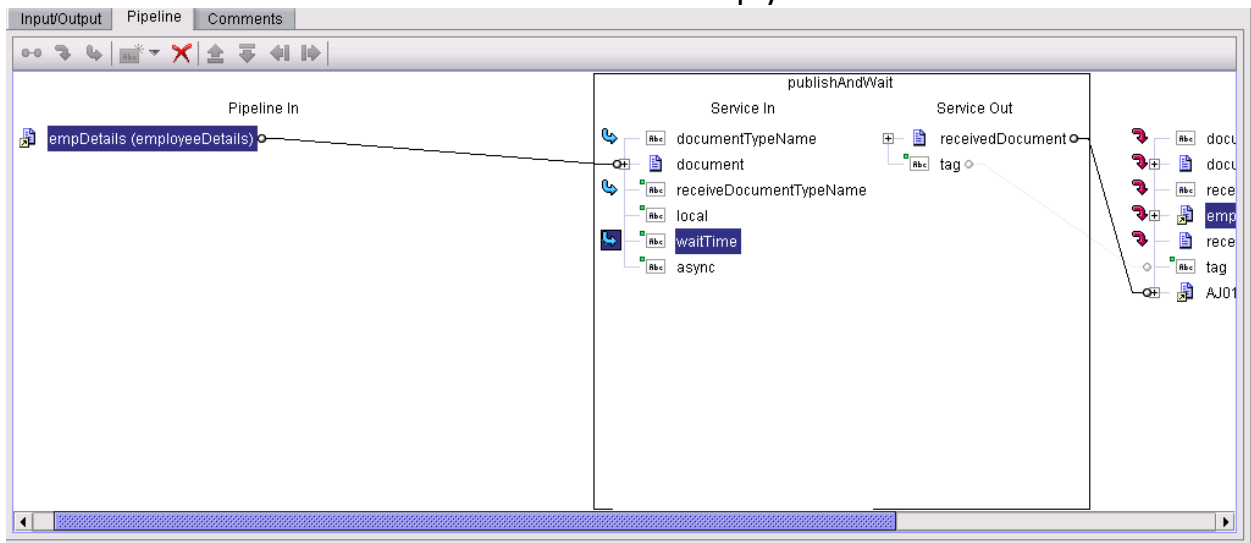 Input/Output Pipeline Comments
publishAndWait
Pipeline In Service In Service Out
empDetails (employeeDetails) documentTypeName receivedDocument docu
document docu
receiveDocumentTypeName rece
local emp
waitTime rece
async tag
AJ01
tag